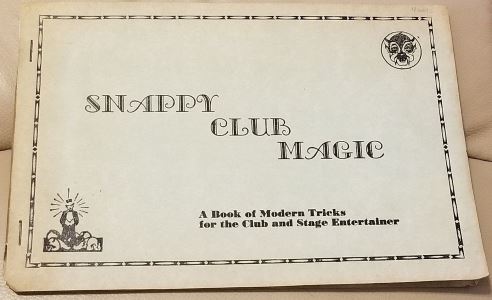 SNAPPY
CLUB
MAGIC
A Book of Modern Tricks
for the Club and Stage Entertainer